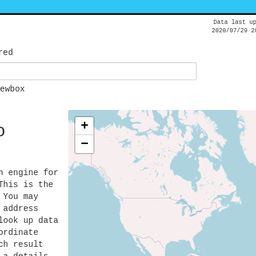 Data last up
2020/07/29 2
red
ewbox
+
−
n engine for
This is the
You may
address
look up data
ordinate
ch result
a details